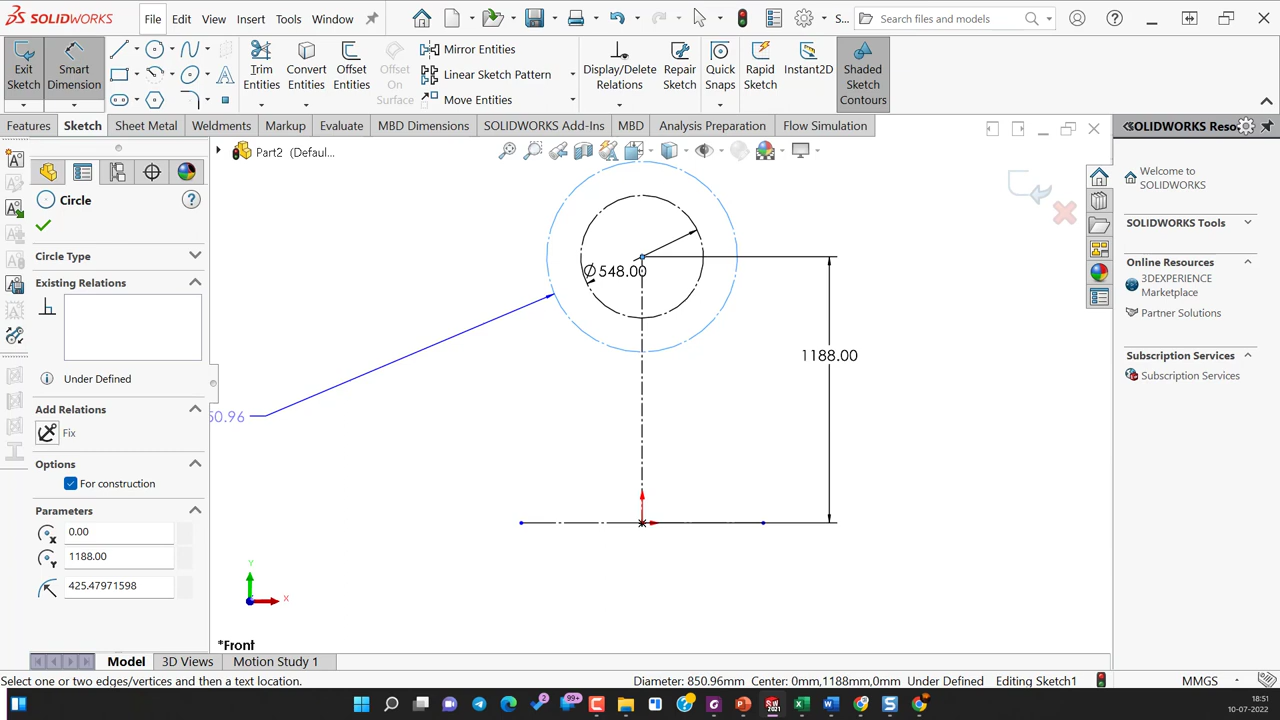 SOLIDWORKS File Edit View Insert Tools Window S... Search files and models
Exit Sketch
Smart Dimension
Trim Entities
Convert Entities
Offset Entities
Offset On Surface
Mirror Entities
Linear Sketch Pattern
Move Entities
Display/Delete Relations
Repair Sketch
Quick Snaps
Rapid Sketch
Instant2D
Shaded Sketch Contours
Features Sketch Sheet Metal Weldments Markup Evaluate MBD Dimensions SOLIDWORKS Add-Ins MBD Analysis Preparation Flow Simulation
SOLIDWORKS Reso
Part2 (Defaul...
Circle
Circle Type
Existing Relations
Under Defined
Add Relations
Fix
Options
For construction
Parameters
0.00
1188.00
425.47971598
Ø548.00
1188.00
50.96
Y
X
*Front
Welcome to SOLIDWORKS
SOLIDWORKS Tools
Online Resources
3DEXPERIENCE Marketplace
Partner Solutions
Subscription Services
Subscription Services
Model 3D Views Motion Study 1
Select one or two edges/vertices and then a text location. Diameter: 850.96mm Center: 0mm,1188mm,0mm Under Defined Editing Sketch1 MMGS
2
99+
SW
2021
18:51
10-07-2022